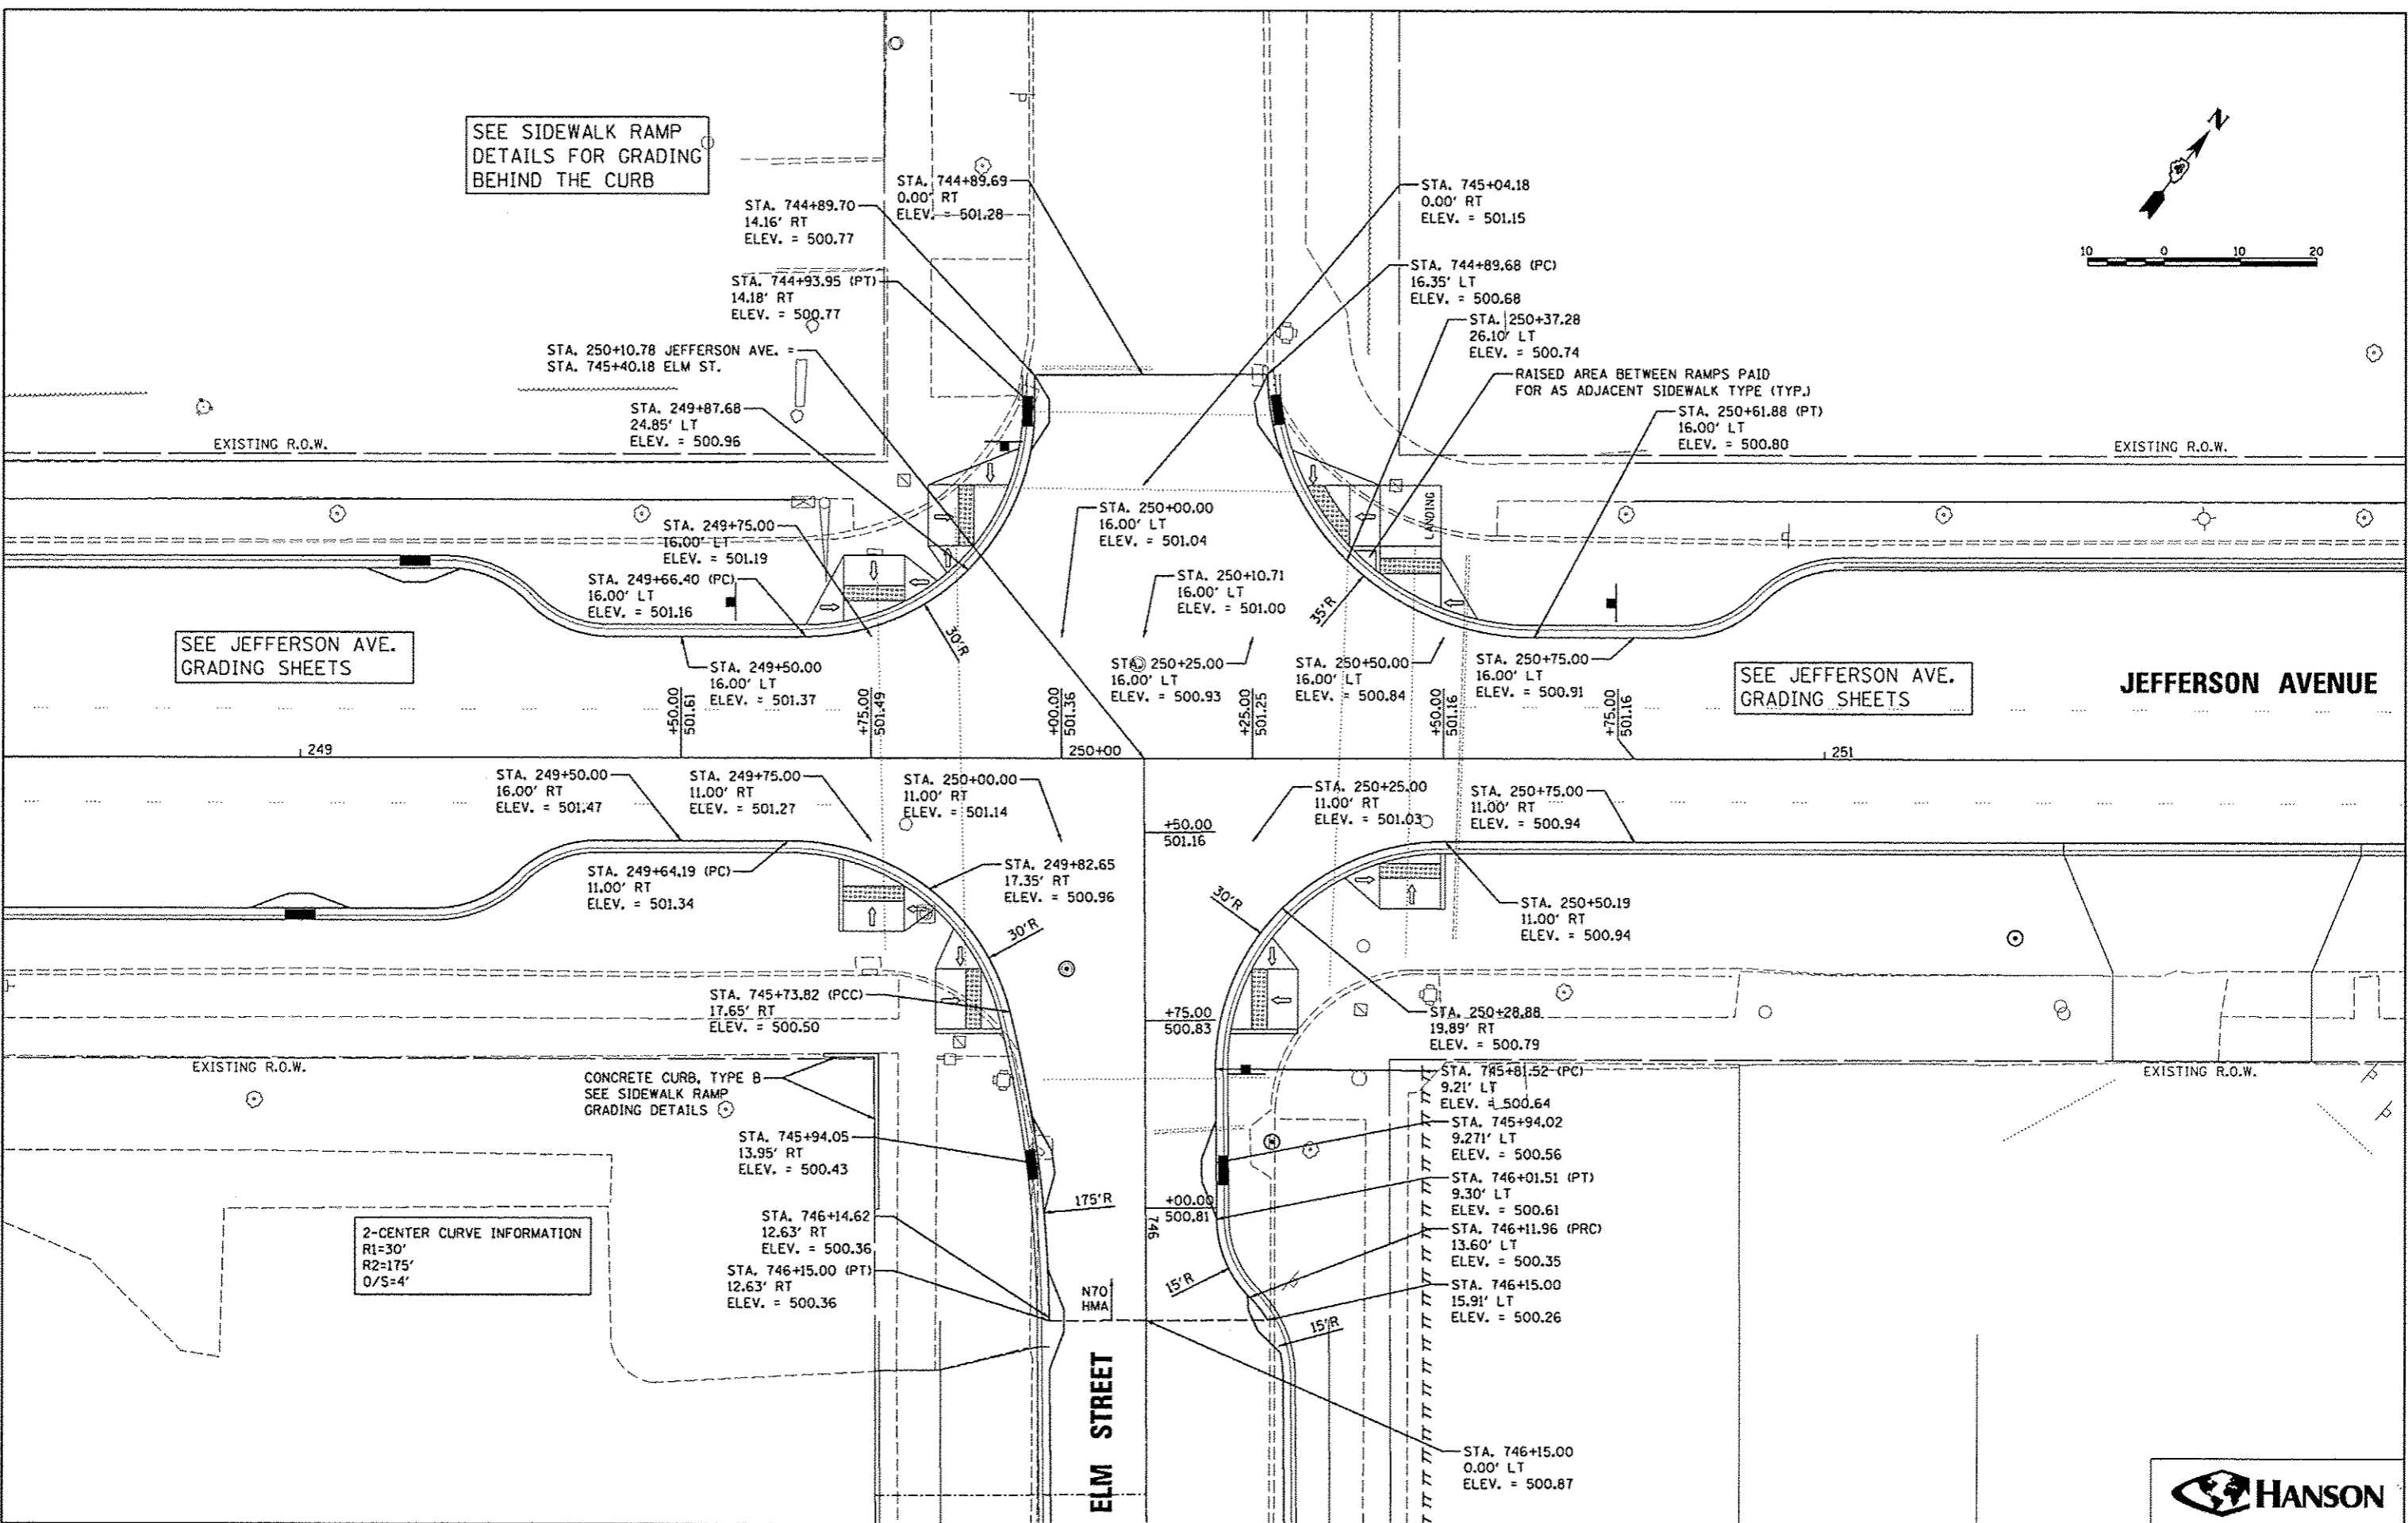 SEE SIDEWALK RAMP
DETAILS FOR GRADING
BEHIND THE CURB
STA. 744+89.69
0.00' RT
ELEV. = 501.28
STA. 744+89.70
14.16' RT
ELEV. = 500.77
STA. 744+93.95 (PT)
14.18' RT
ELEV. = 500.77
STA. 250+10.78 JEFFERSON AVE. =
STA. 745+40.18 ELM ST.
STA. 249+87.68
24.85' LT
ELEV. = 500.96
STA. 745+04.18
0.00' RT
ELEV. = 501.15
STA. 744+89.68 (PC)
16.35' LT
ELEV. = 500.68
STA. 250+37.28
26.10' LT
ELEV. = 500.74
RAISED AREA BETWEEN RAMPS PAID
FOR AS ADJACENT SIDEWALK TYPE (TYP.)
STA. 250+61.88 (PT)
16.00' LT
ELEV. = 500.80
N
10 0 10 20
EXISTING R.O.W.
EXISTING R.O.W.
STA. 249+75.00
16.00' LT
ELEV. = 501.19
STA. 249+66.40 (PC)
16.00' LT
ELEV. = 501.16
STA. 250+00.00
16.00' LT
ELEV. = 501.04
STA. 250+10.71
16.00' LT
ELEV. = 501.00
LANDING
30'R
35'R
SEE JEFFERSON AVE.
GRADING SHEETS
STA. 249+50.00
16.00' LT
ELEV. = 501.37
STA. 250+25.00
16.00' LT
ELEV. = 500.93
STA. 250+50.00
16.00' LT
ELEV. = 500.84
STA. 250+75.00
16.00' LT
ELEV. = 500.91
SEE JEFFERSON AVE.
GRADING SHEETS
JEFFERSON AVENUE
+50.00
501.61
+75.00
501.49
+00.00
501.36
+25.00
501.25
+50.00
501.16
+75.00
501.16
249
250+00
251
STA. 249+50.00
16.00' RT
ELEV. = 501.47
STA. 249+75.00
11.00' RT
ELEV. = 501.27
STA. 250+00.00
11.00' RT
ELEV. = 501.14
STA. 250+25.00
11.00' RT
ELEV. = 501.03
STA. 250+75.00
11.00' RT
ELEV. = 500.94
+50.00
501.16
STA. 249+64.19 (PC)
11.00' RT
ELEV. = 501.34
STA. 249+82.65
17.35' RT
ELEV. = 500.96
30'R
30'R
STA. 250+50.19
11.00' RT
ELEV. = 500.94
STA. 745+73.82 (PCC)
17.65' RT
ELEV. = 500.50
+75.00
500.83
STA. 250+28.88
19.89' RT
ELEV. = 500.79
EXISTING R.O.W.
EXISTING R.O.W.
CONCRETE CURB, TYPE B
SEE SIDEWALK RAMP
GRADING DETAILS
STA. 745+81.52 (PC)
9.21' LT
ELEV. = 500.64
STA. 745+94.05
13.95' RT
ELEV. = 500.43
STA. 745+94.02
9.271' LT
ELEV. = 500.56
175'R
+00.00
500.81
746
STA. 746+01.51 (PT)
9.30' LT
ELEV. = 500.61
STA. 746+14.62
12.63' RT
ELEV. = 500.36
STA. 746+11.96 (PRC)
13.60' LT
ELEV. = 500.35
2-CENTER CURVE INFORMATION
R1=30'
R2=175'
O/S=4'
STA. 746+15.00 (PT)
12.63' RT
ELEV. = 500.36
N70
HMA
15'R
15'R
STA. 746+15.00
15.91' LT
ELEV. = 500.26
ELM STREET
STA. 746+15.00
0.00' LT
ELEV. = 500.87
HANSON